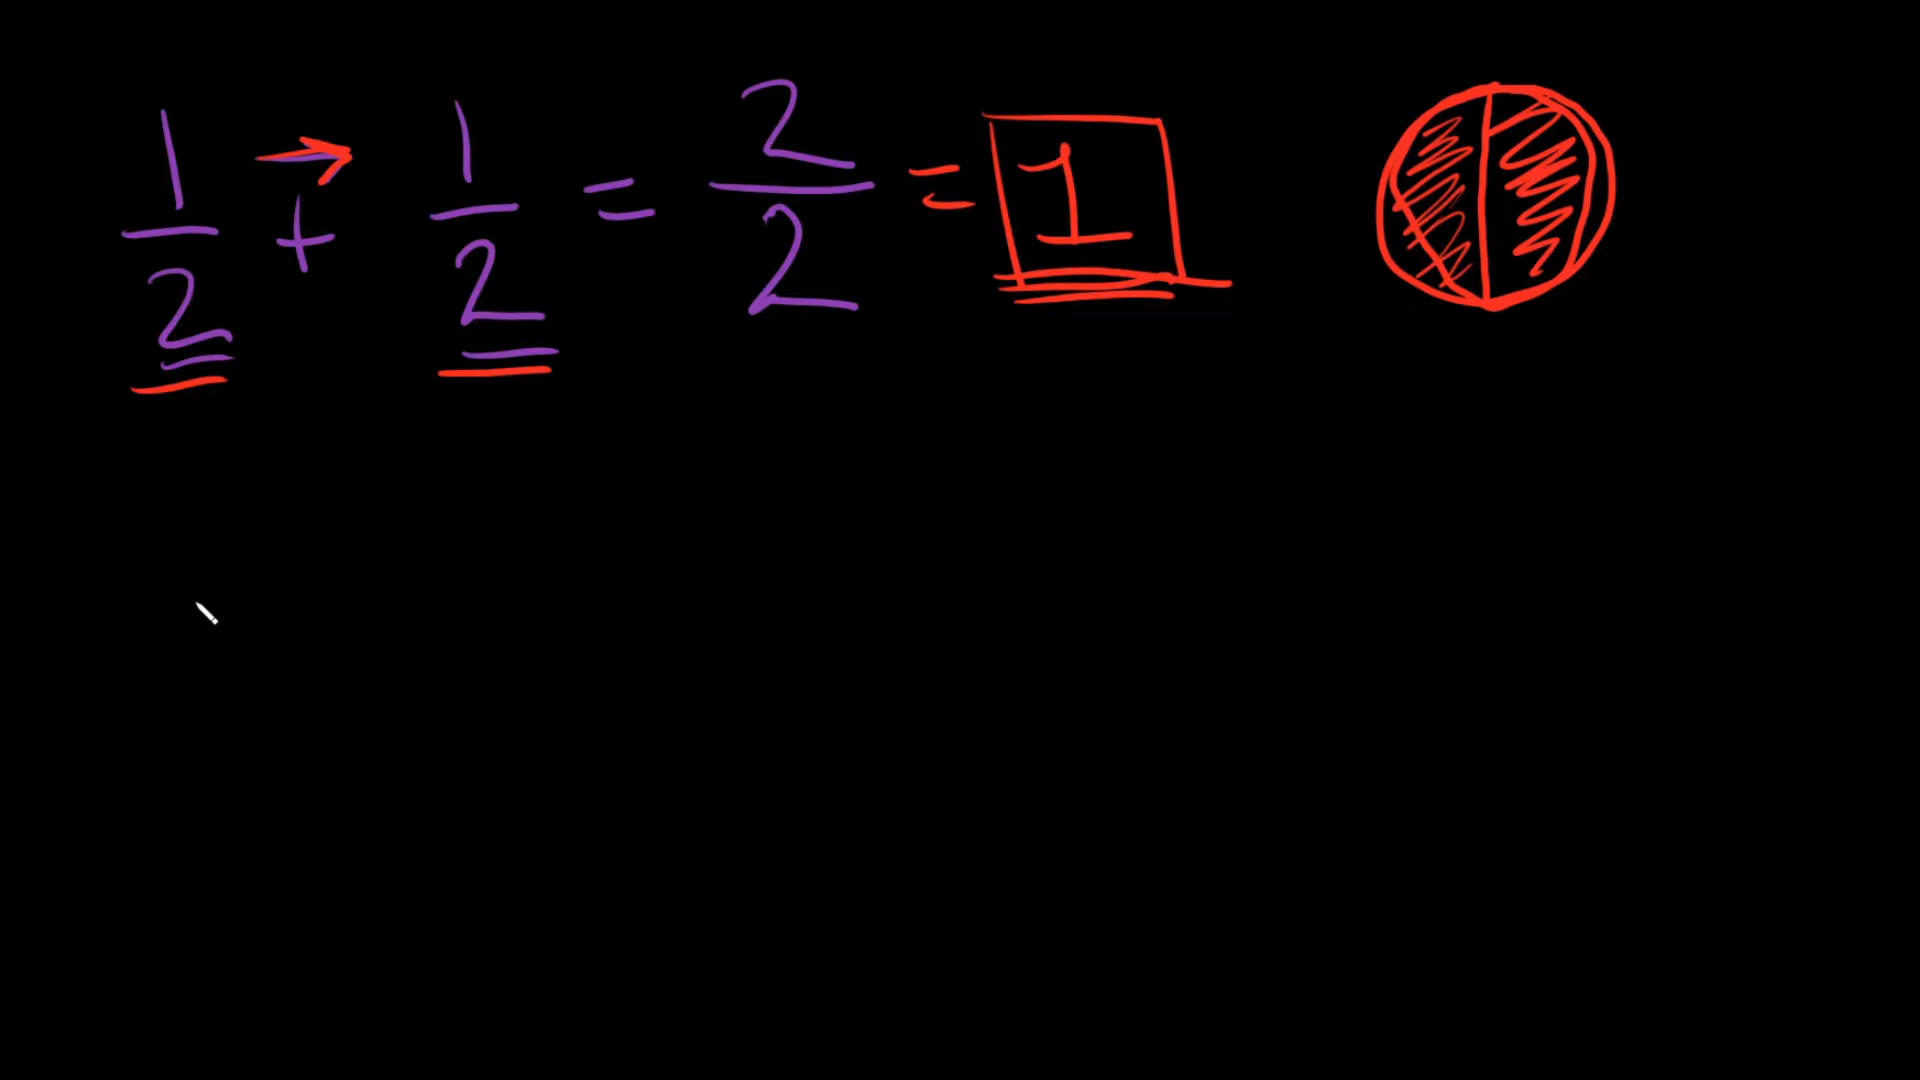 1/2 + 1/2 = 2/2 = 1